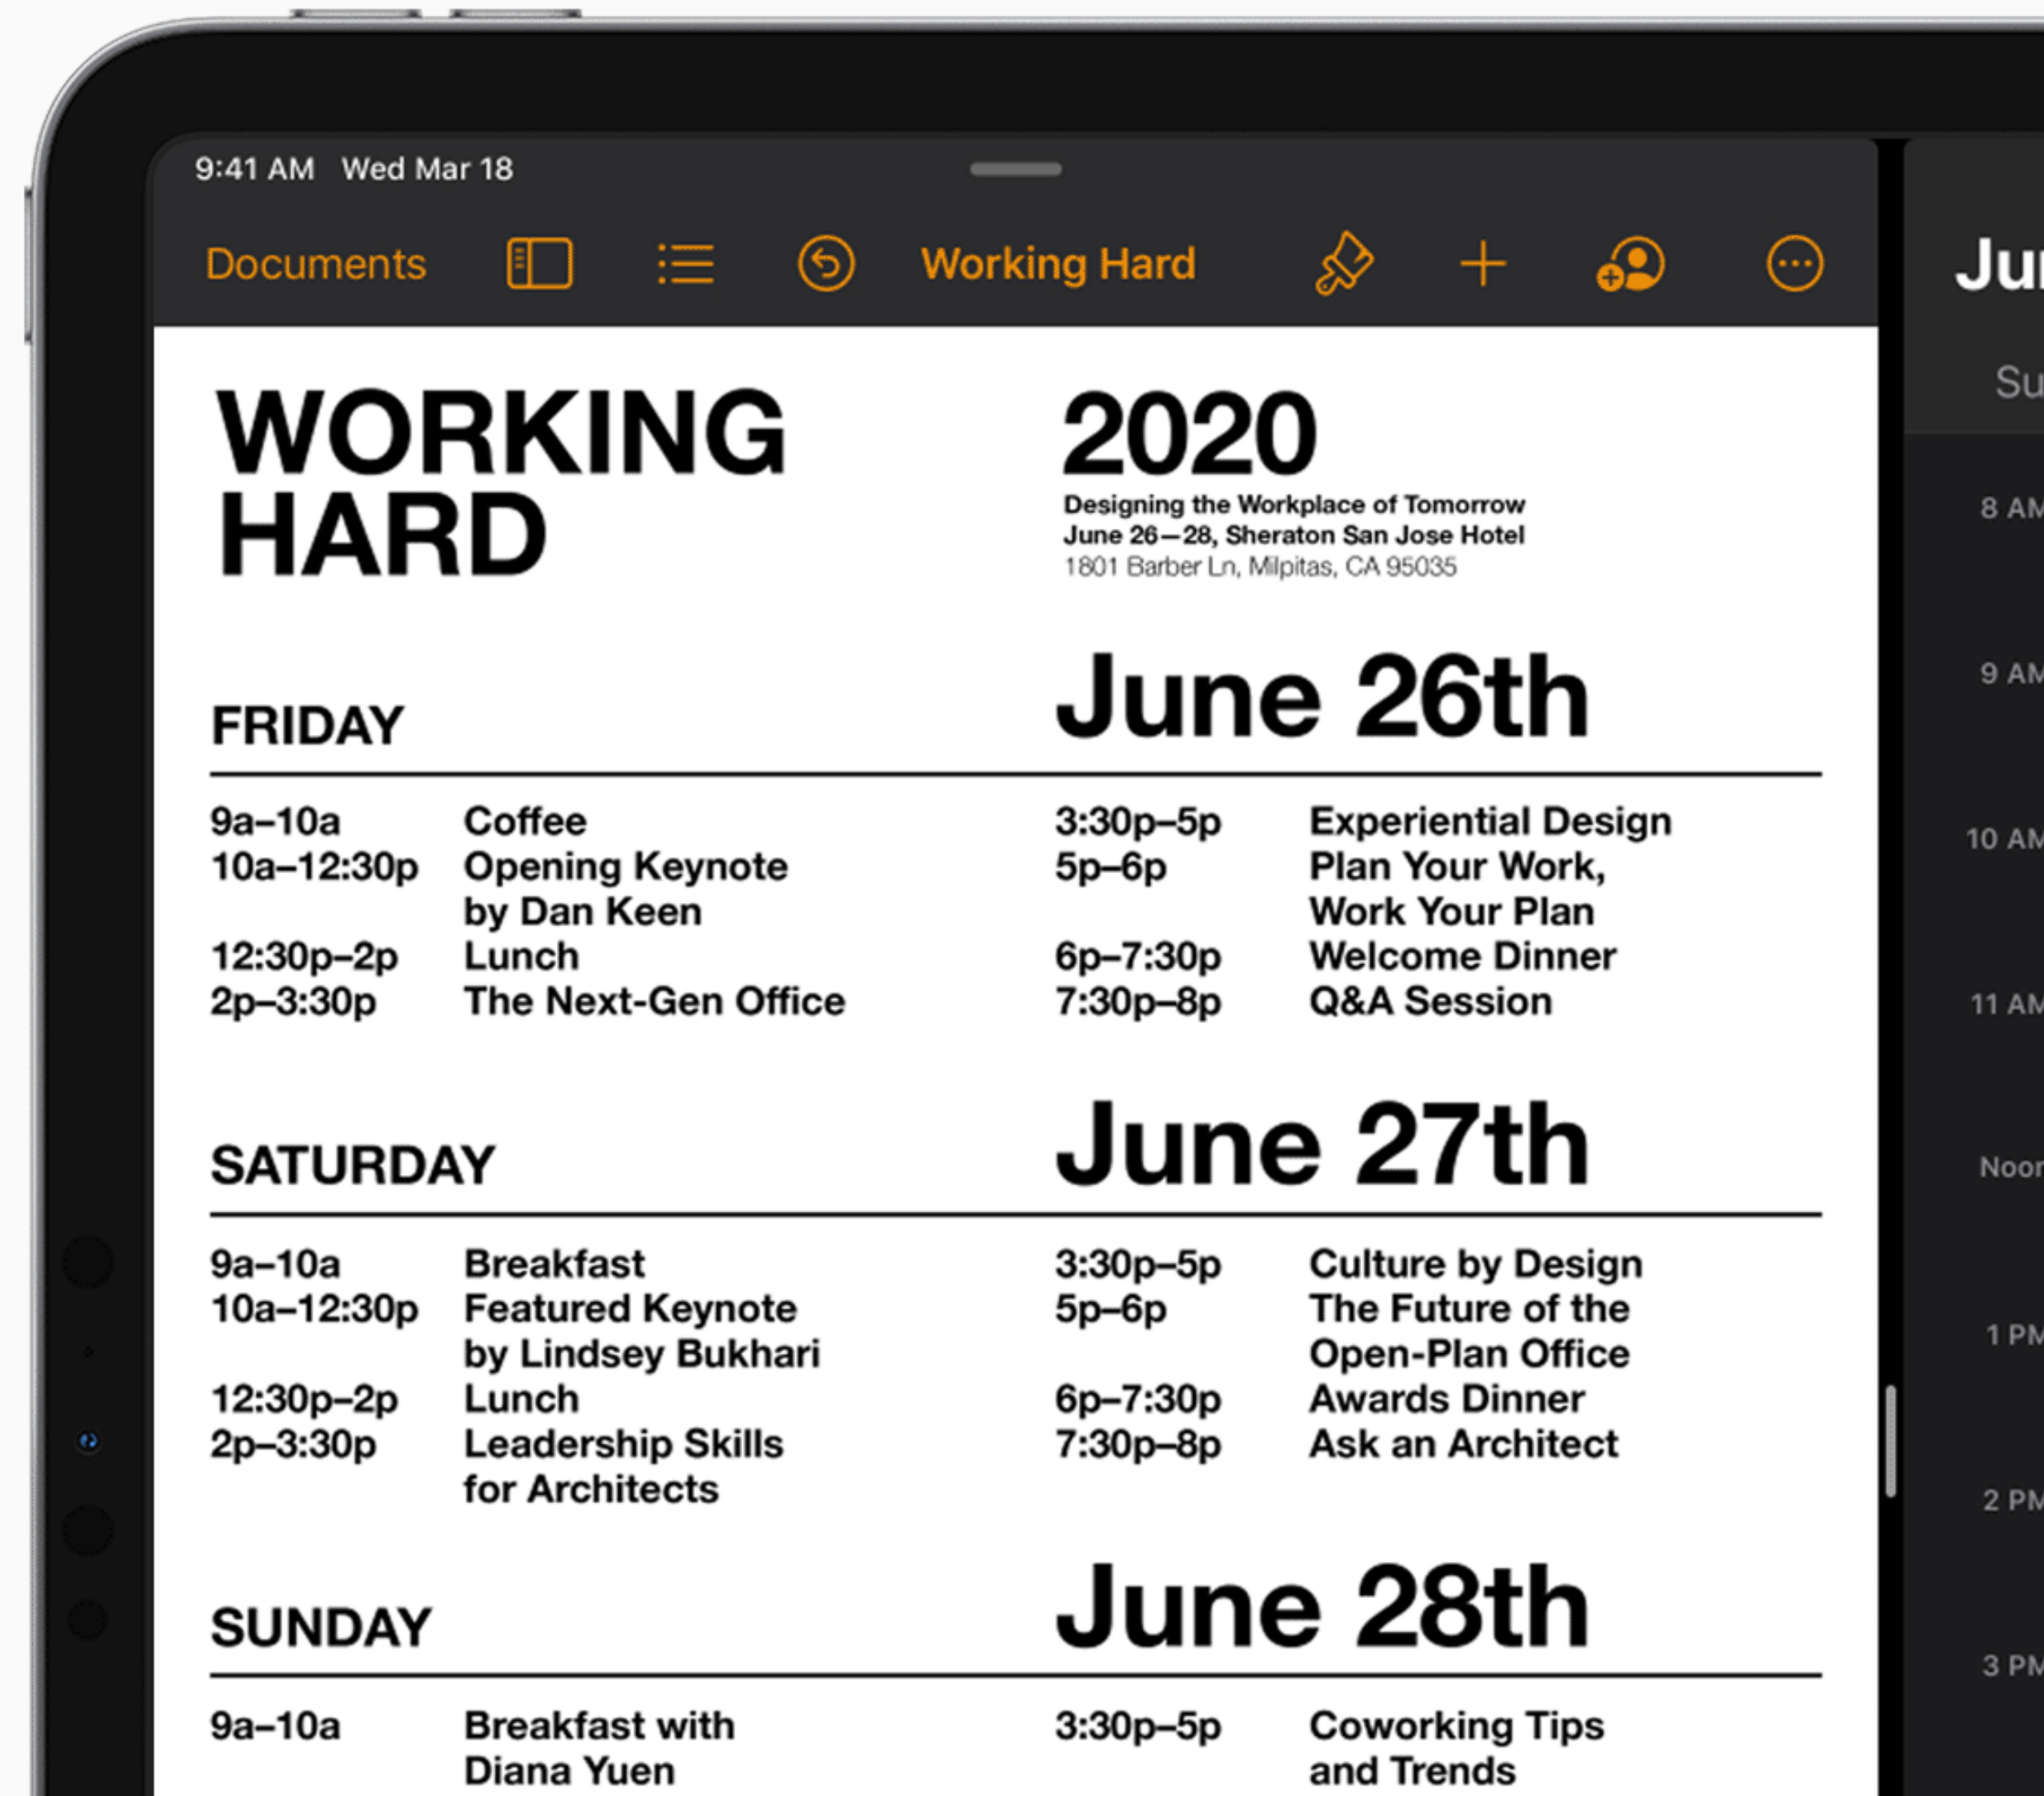 9:41 AM Wed Mar 18
Documents Working Hard
WORKING
HARD
2020
Designing the Workplace of Tomorrow
June 26—28, Sheraton San Jose Hotel
1801 Barber Ln, Milpitas, CA 95035
FRIDAY
June 26th
9a–10a Coffee
10a–12:30p Opening Keynote
by Dan Keen
12:30p–2p Lunch
2p–3:30p The Next-Gen Office
3:30p–5p Experiential Design
5p–6p Plan Your Work,
Work Your Plan
6p–7:30p Welcome Dinner
7:30p–8p Q&A Session
SATURDAY
June 27th
9a–10a Breakfast
10a–12:30p Featured Keynote
by Lindsey Bukhari
12:30p–2p Lunch
2p–3:30p Leadership Skills
for Architects
3:30p–5p Culture by Design
5p–6p The Future of the
Open-Plan Office
6p–7:30p Awards Dinner
7:30p–8p Ask an Architect
SUNDAY
June 28th
9a–10a Breakfast with
Diana Yuen
3:30p–5p Coworking Tips
and Trends
8 AM
9 AM
10 AM
11 AM
Noon
1 PM
2 PM
3 PM